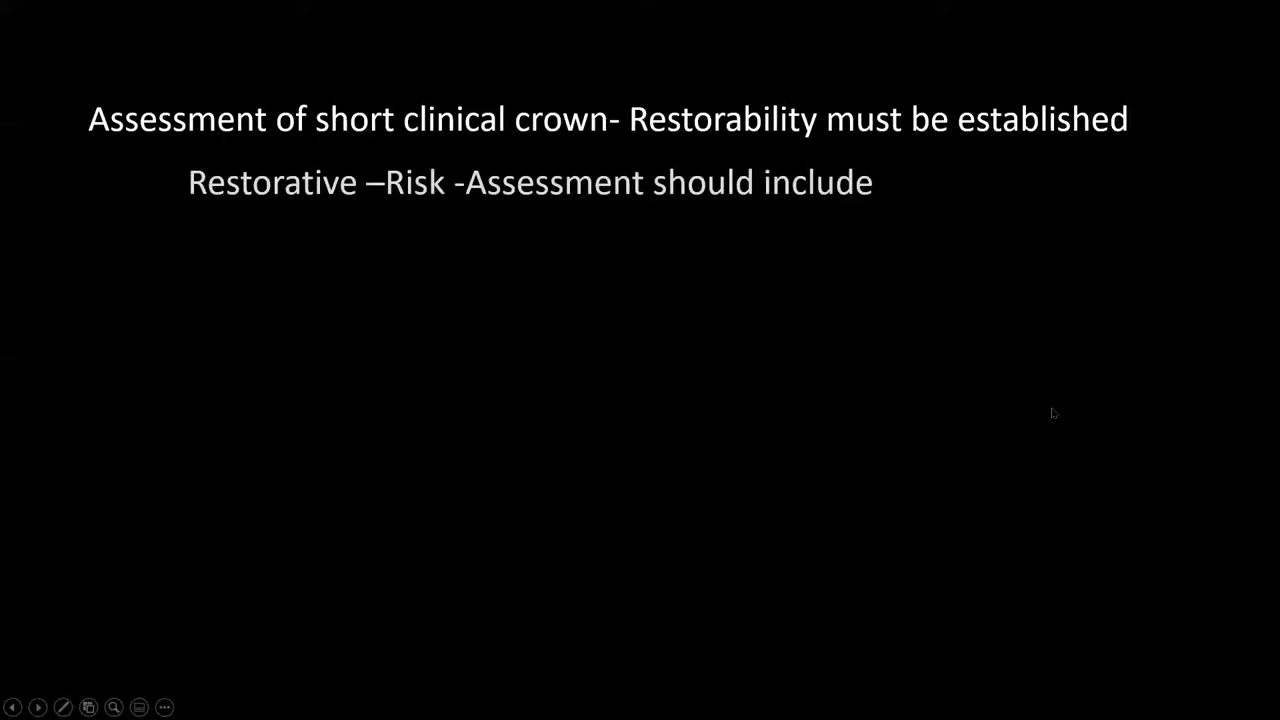 Assessment of short clinical crown- Restorability must be established
Restorative –Risk -Assessment should include